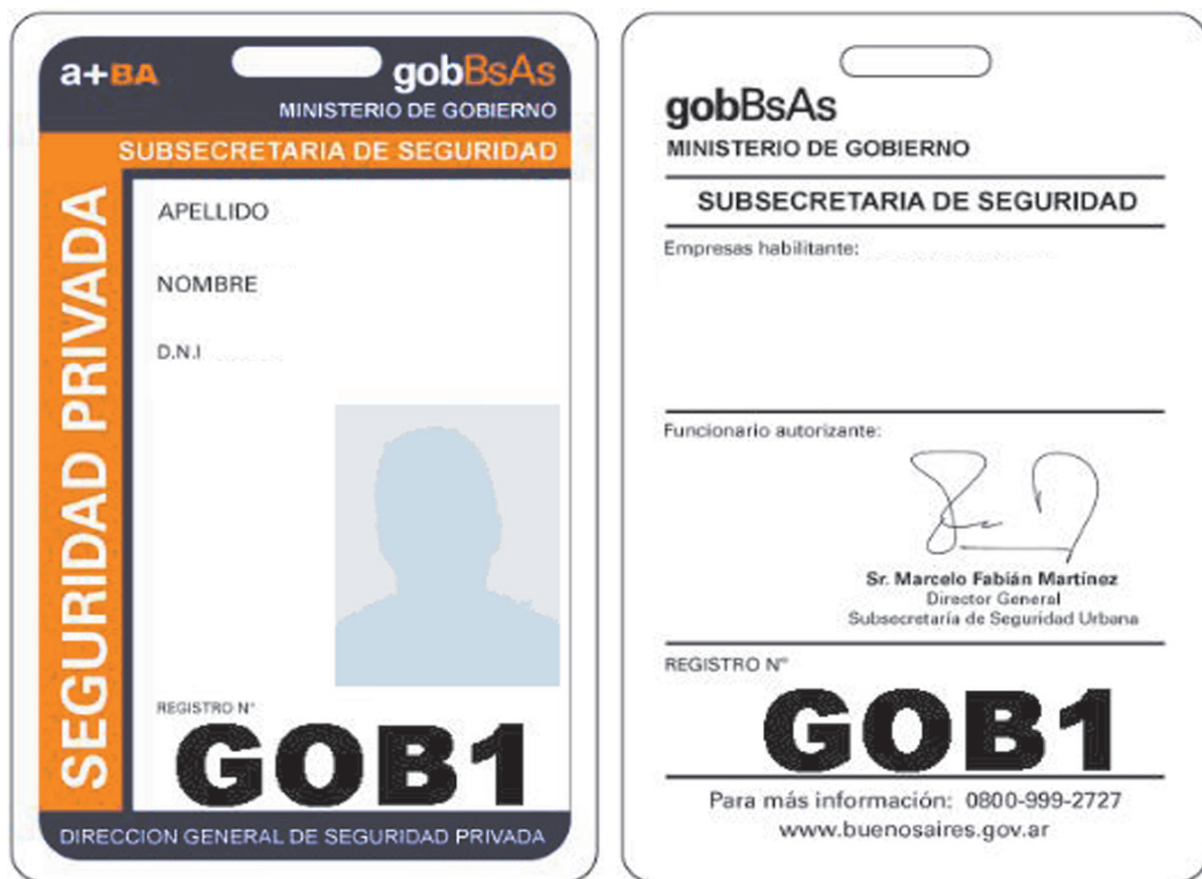 a+BA
gobBsAs
MINISTERIO DE GOBIERNO
SUBSECRETARIA DE SEGURIDAD
SEGURIDAD PRIVADA
APELLIDO
NOMBRE
D.N.I
REGISTRO N°
GOB1
DIRECCION GENERAL DE SEGURIDAD PRIVADA
gobBsAs
MINISTERIO DE GOBIERNO
SUBSECRETARIA DE SEGURIDAD
Empresas habilitante:
Funcionario autorizante:
Sr. Marcelo Fabián Martínez
Director General
Subsecretaría de Seguridad Urbana
REGISTRO N°
GOB1
Para más información: 0800-999-2727
www.buenosaires.gov.ar